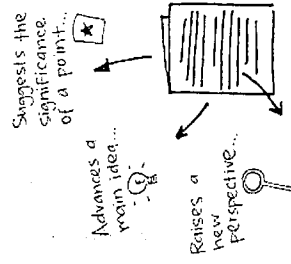 Suggests the
significance
of a point...
Advances a
main idea...
Raises a
new
perspective...